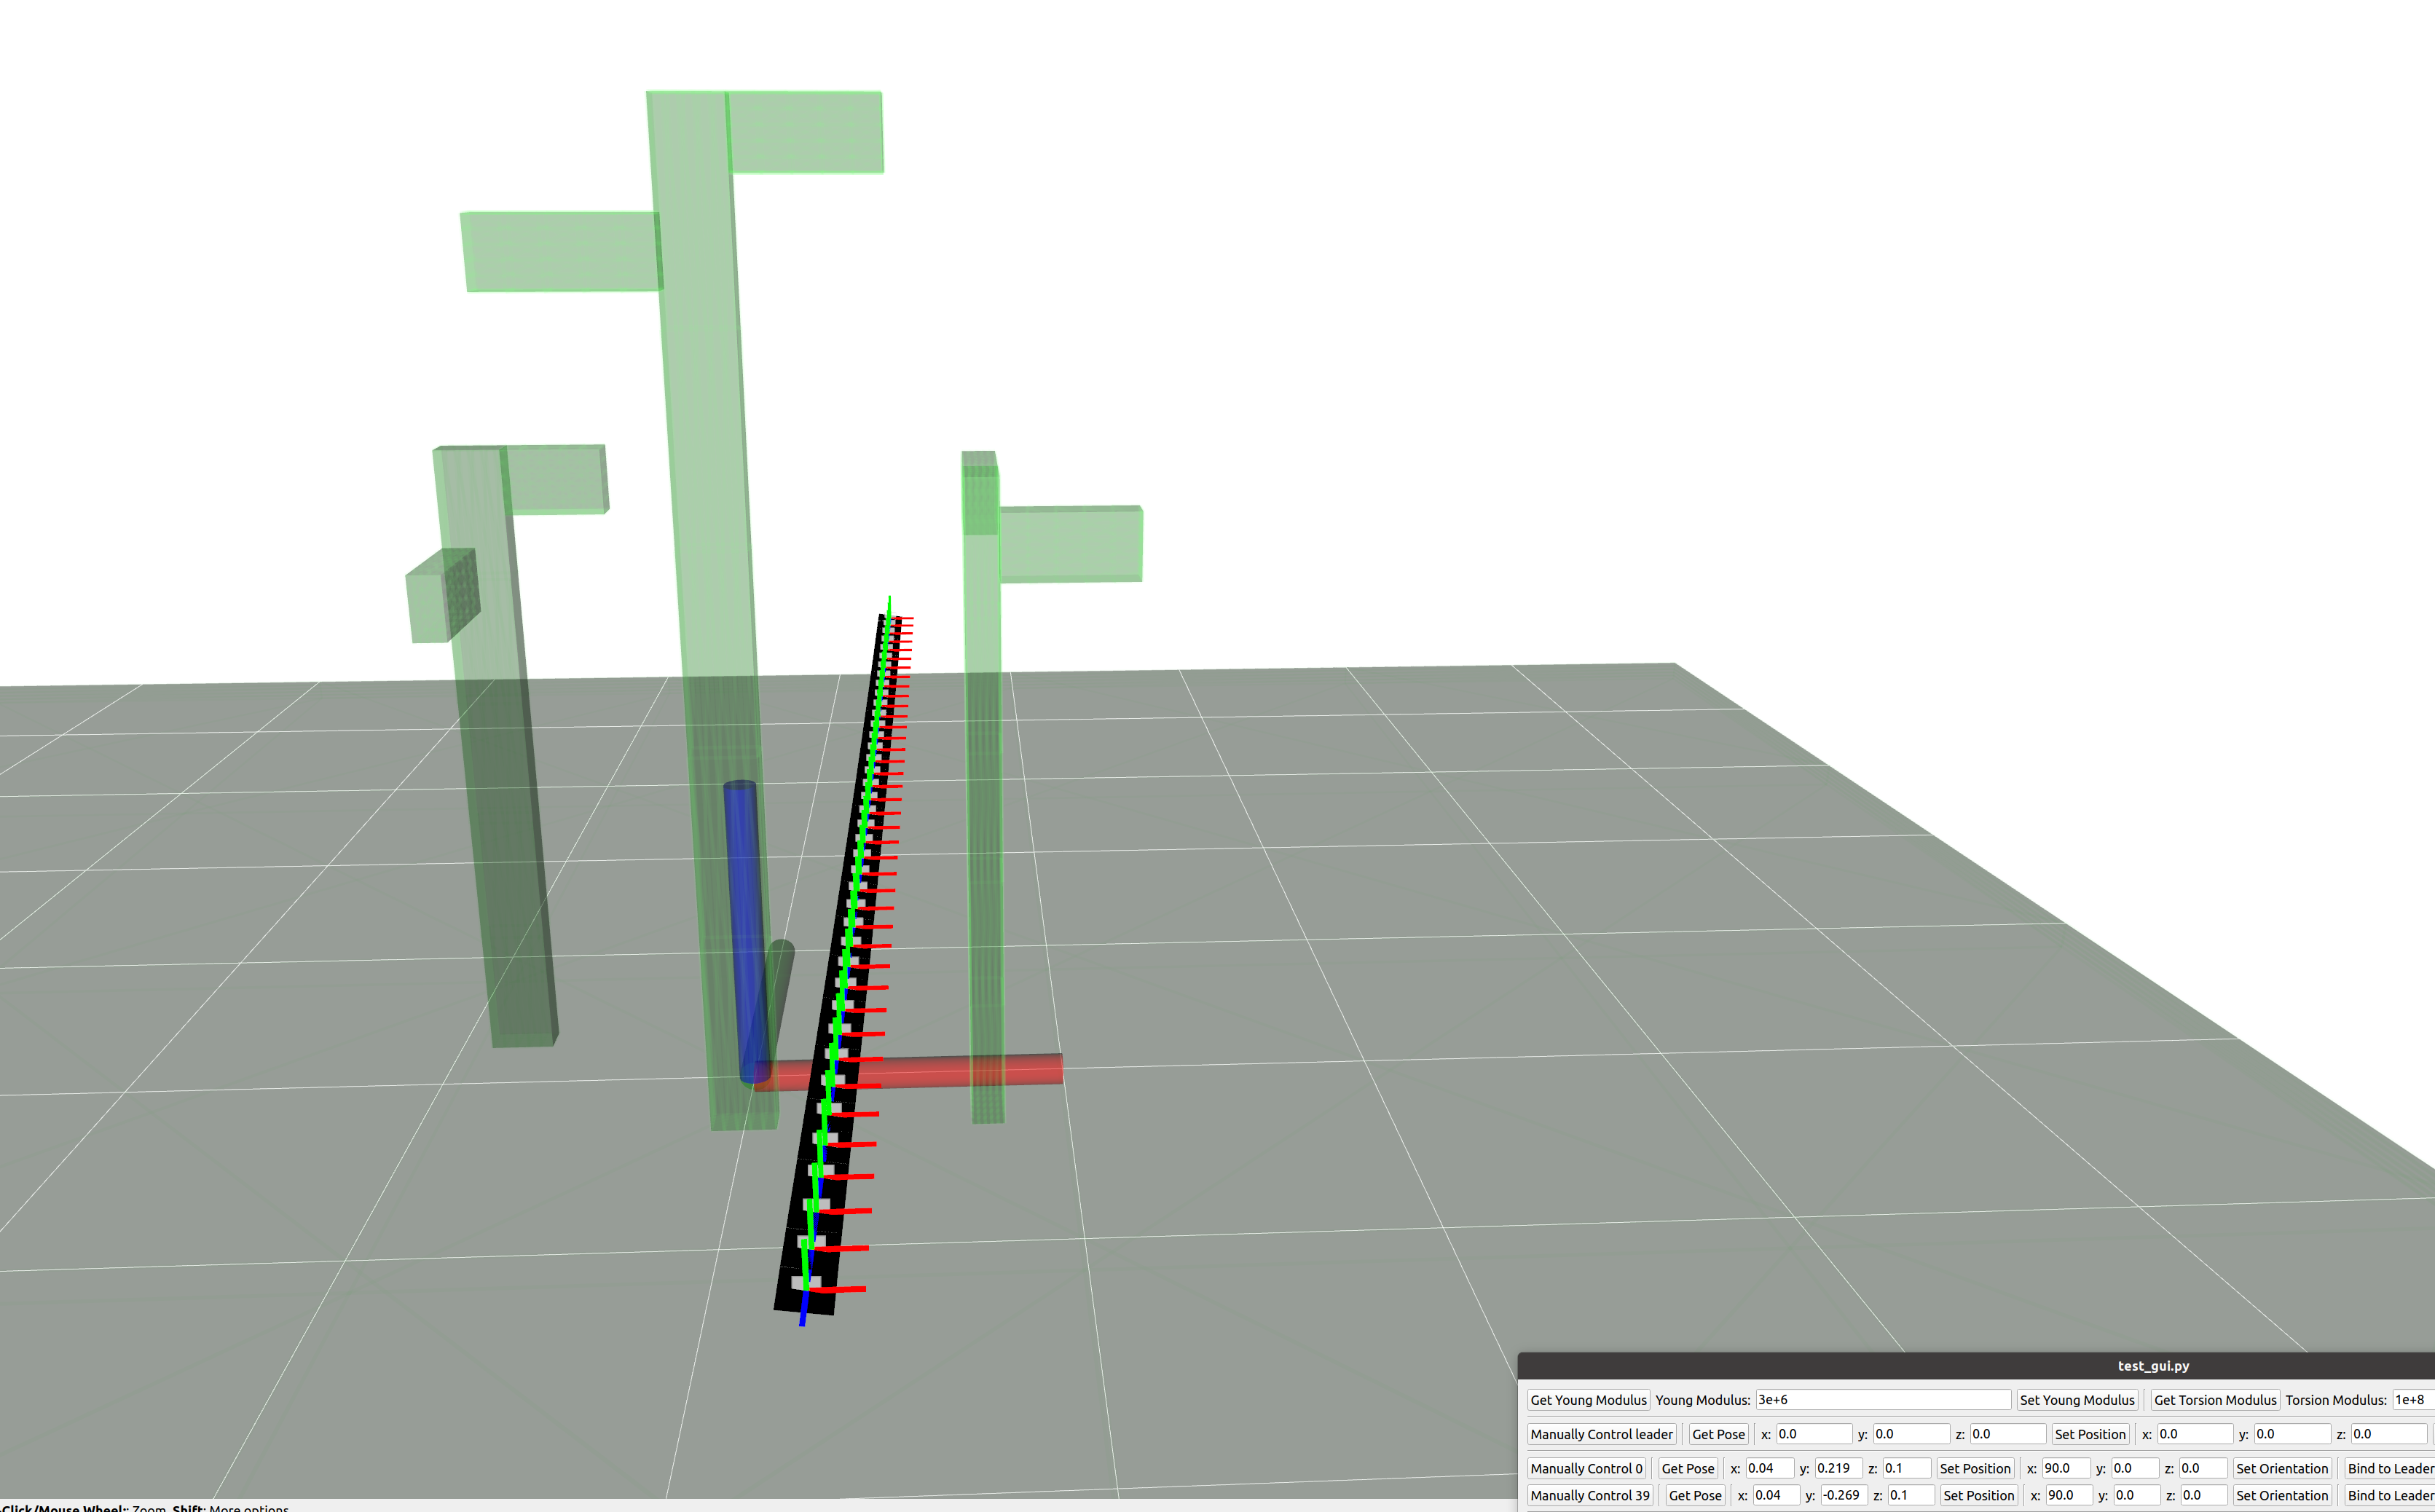 test_gui.py
Get Young Modulus Young Modulus: 3e+6 Set Young Modulus Get Torsion Modulus Torsion Modulus: 1e+8
Manually Control leader Get Pose x: 0.0 y: 0.0 z: 0.0 Set Position x: 0.0 y: 0.0 z: 0.0
Manually Control 0 Get Pose x: 0.04 y: 0.219 z: 0.1 Set Position x: 90.0 y: 0.0 z: 0.0 Set Orientation Bind to Leader
Manually Control 39 Get Pose x: 0.04 y: -0.269 z: 0.1 Set Position x: 90.0 y: 0.0 z: 0.0 Set Orientation Bind to Leader
Click/Mouse Wheel:: Zoom. Shift: More options.